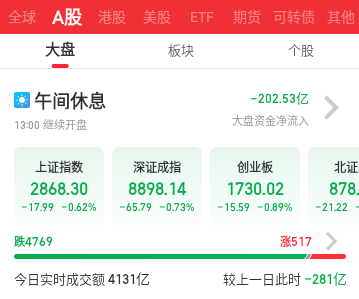 全球 A股 港股 美股 ETF 期货 可转债 其他
大盘 板块 个股
午间休息 -202.53亿
13:00 继续开盘 大盘资金净流入
上证指数 深证成指 创业板 北证
2868.30 8898.14 1730.02 878.
-17.99 -0.62% -65.79 -0.73% -15.59 -0.89% -21.22
跌4769 涨517
今日实时成交额 4131亿 较上一日此时 -281亿